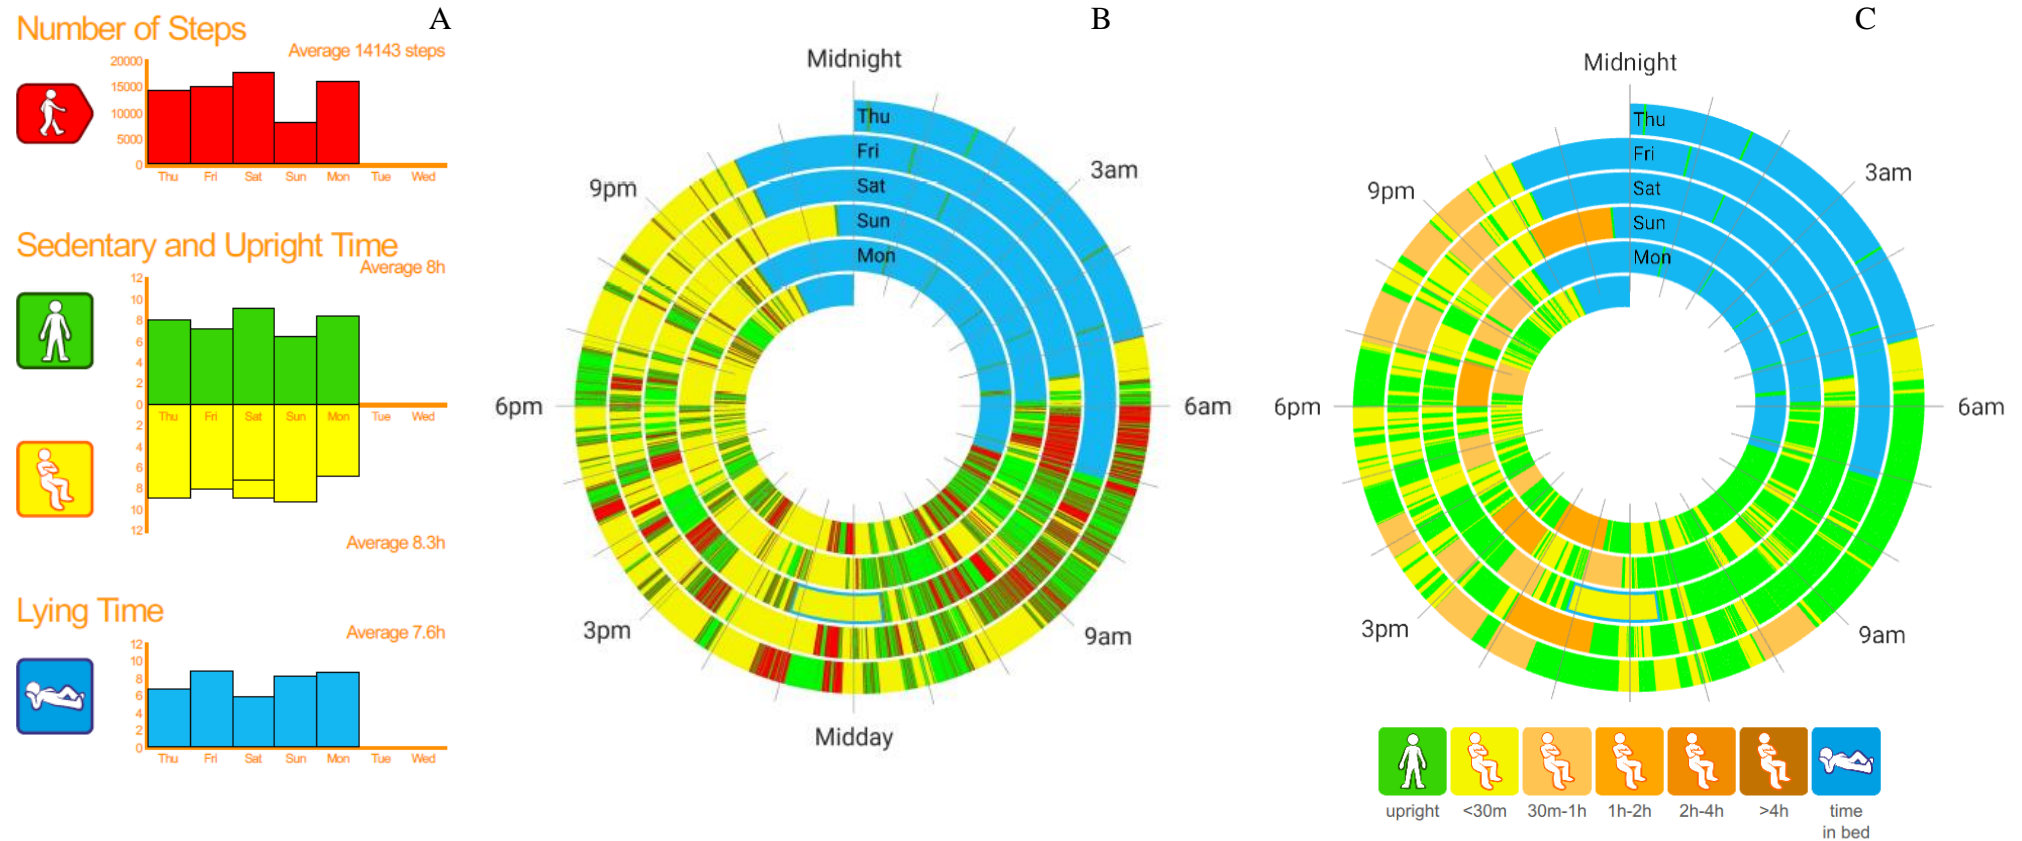 A
Number of Steps
Average 14143 steps
20000
15000
10000
5000
0
Thu Fri Sat Sun Mon Tue Wed
Sedentary and Upright Time
Average 8h
12
10
8
6
4
2
0
Thu Fri Sat Sun Mon Tue Wed
2
4
6
8
10
12
Average 8.3h
Lying Time
Average 7.6h
12
10
8
6
4
2
0
Thu Fri Sat Sun Mon Tue Wed
B
Midnight
Thu
Fri
Sat
Sun
Mon
3am
6am
9am
Midday
3pm
6pm
9pm
C
Midnight
Thu
Fri
Sat
Sun
Mon
3am
6am
9am
3pm
6pm
9pm
upright <30m 30m-1h 1h-2h 2h-4h >4h time
in bed